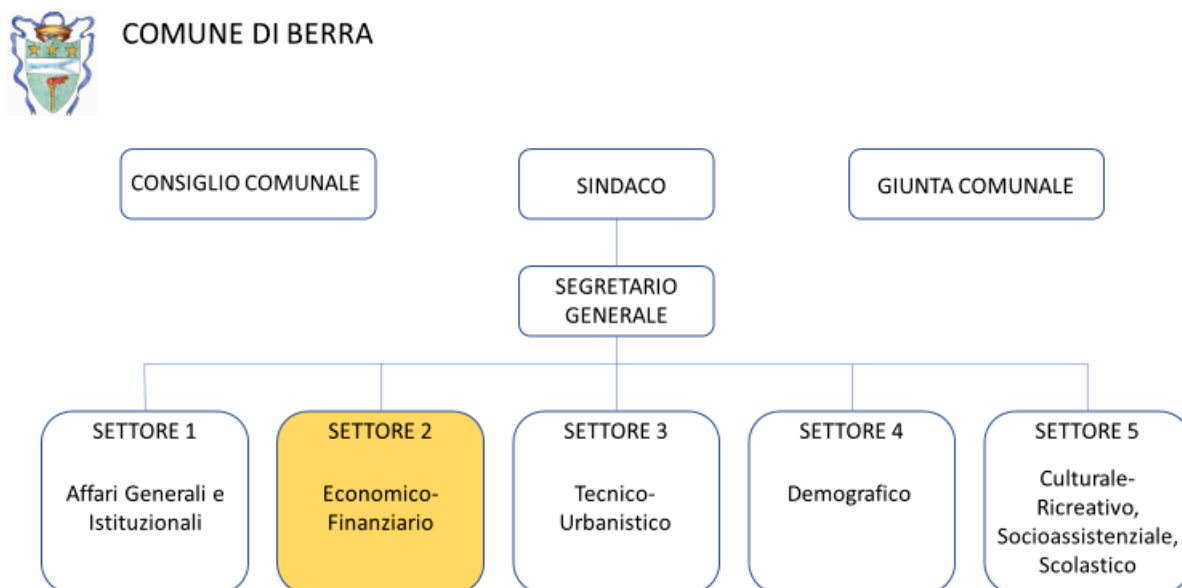 COMUNE DI BERRA
CONSIGLIO COMUNALE
SINDACO
GIUNTA COMUNALE
SEGRETARIO
GENERALE
SETTORE 1
Affari Generali e
Istituzionali
SETTORE 2
Economico-
Finanziario
SETTORE 3
Tecnico-
Urbanistico
SETTORE 4
Demografico
SETTORE 5
Culturale-
Ricreativo,
Socioassistenziale,
Scolastico